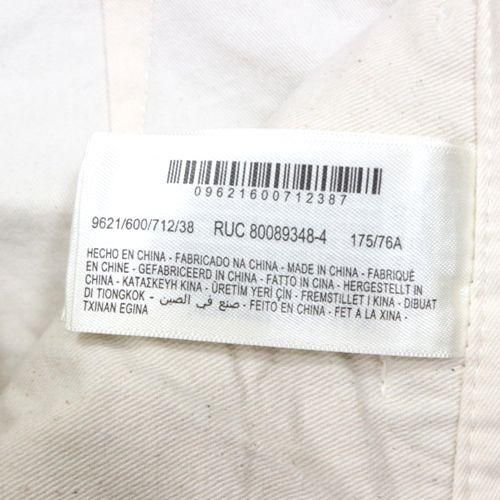 09621600712387
9621/600/712/38 RUC 80089348-4 175/76A
HECHO EN CHINA - FABRICADO NA CHINA - MADE IN CHINA - FABRIQUÉ
EN CHINE - GEFABRICEERD IN CHINA - FATTO IN CINA - HERGESTELLT IN
CHINA - ΚΑΤΑΣΚΕΥΗ ΚΙΝΑ - ÜRETİM YERİ ÇİN - FREMSTILLET I KINA - DIBUAT
DI TIONGKOK - صنع في الصين - FEITO EN CHINA - FET A LA XINA -
TXINAN EGINA